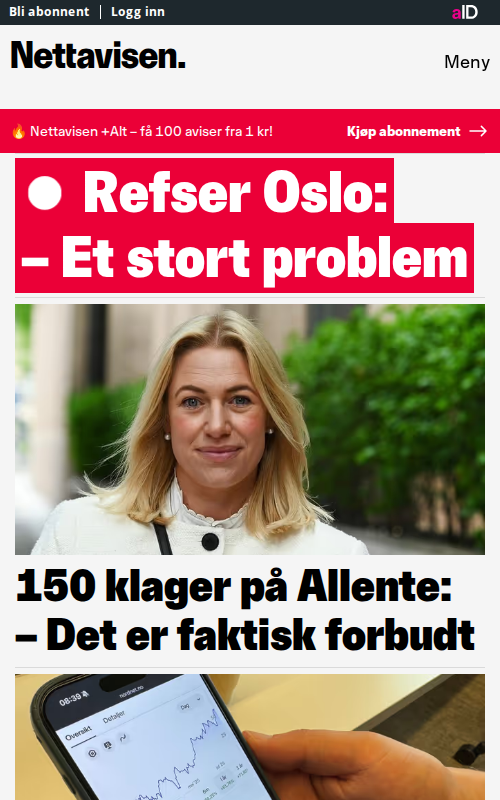 Bli abonnent
Logg inn
aID
Nettavisen.
Meny
🔥 Nettavisen +Alt – få 100 aviser fra 1 kr!
Kjøp abonnement →
Refser Oslo:
– Et stort problem
150 klager på Allente:
– Det er faktisk forbudt
08:39
nordnet.no
Oversikt
Detaljer
Dag